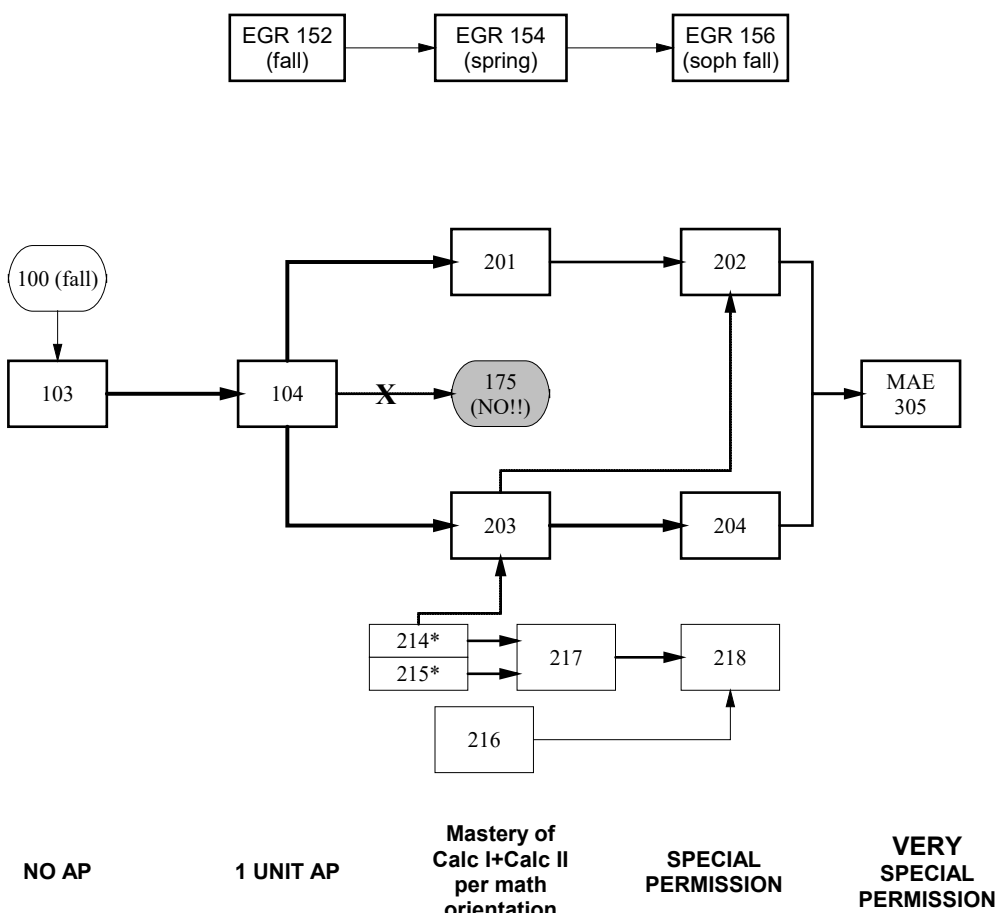 EGR 152
(fall)
EGR 154
(spring)
EGR 156
(soph fall)
100 (fall)
201
202
103
104
X
175
(NO!!)
MAE
305
203
204
214*
215*
217
218
216
NO AP
1 UNIT AP
Mastery of
Calc I+Calc II
per math
orientation
SPECIAL
PERMISSION
VERY
SPECIAL
PERMISSION